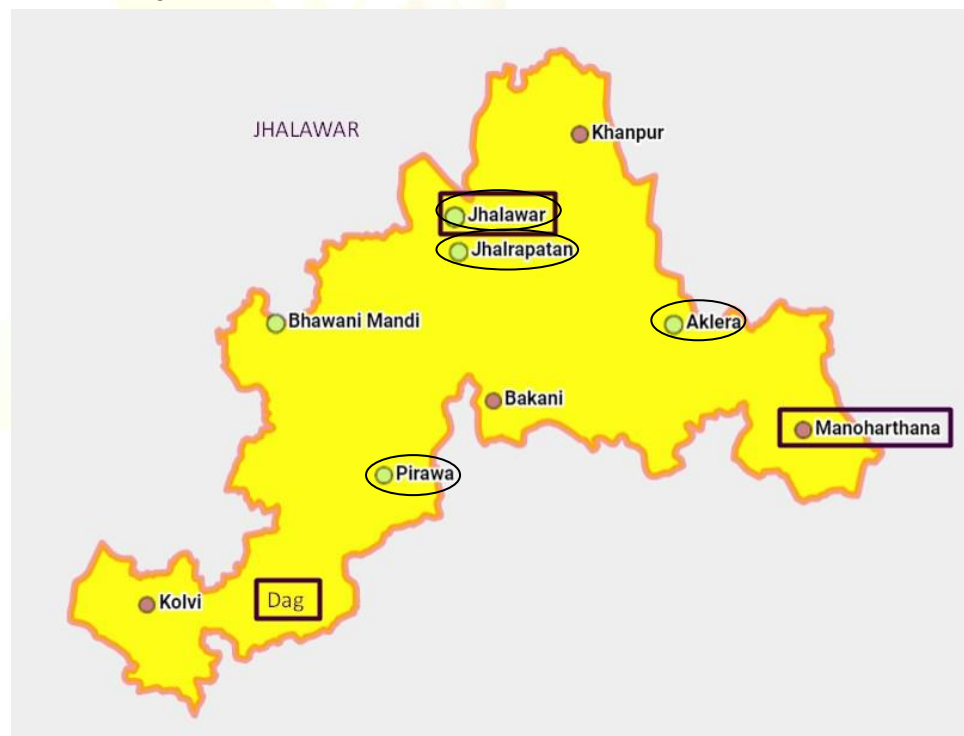 JHALAWAR
Khanpur
Jhalawar
Jhalrapatan
Bhawani Mandi
Aklera
Bakani
Manoharthana
Pirawa
Dag
Kolvi